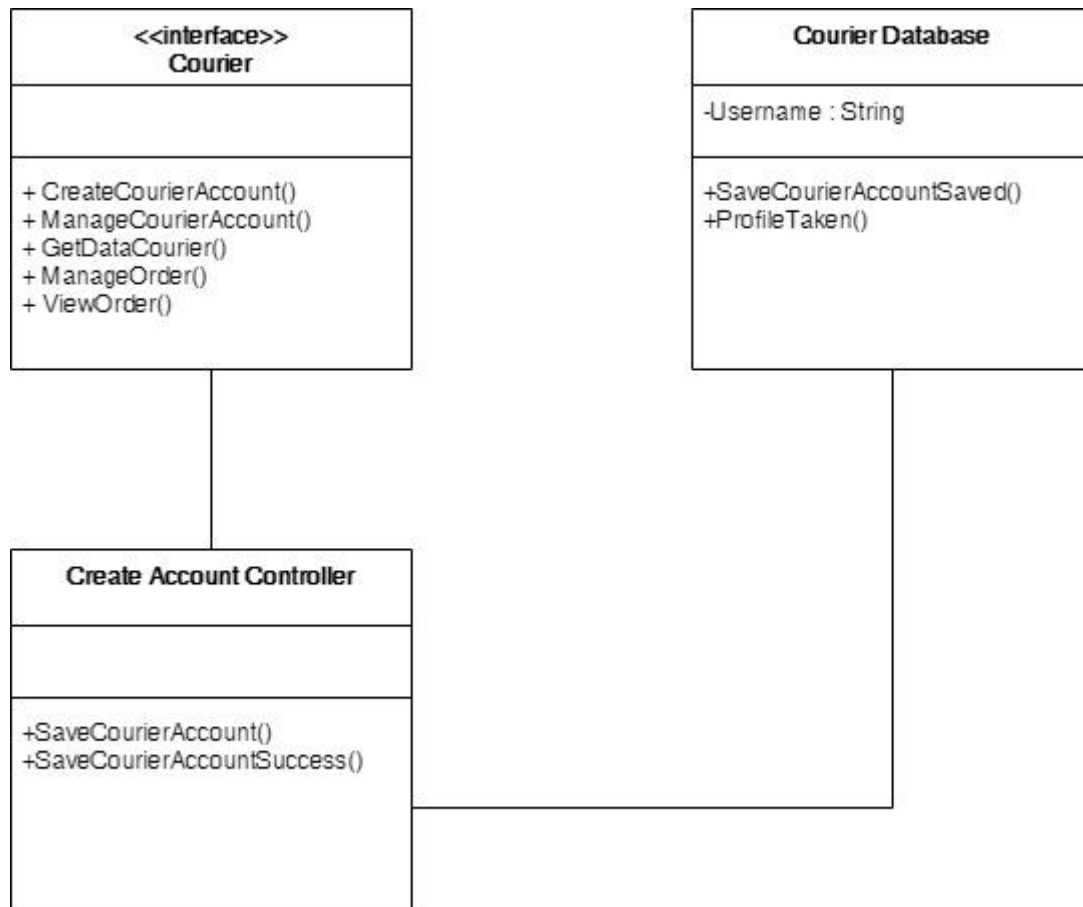 <<interface>>
Courier
+ CreateCourierAccount()
+ ManageCourierAccount()
+ GetDataCourier()
+ ManageOrder()
+ ViewOrder()
Courier Database
-Username : String
+SaveCourierAccountSaved()
+ProfileTaken()
Create Account Controller
+SaveCourierAccount()
+SaveCourierAccountSuccess()